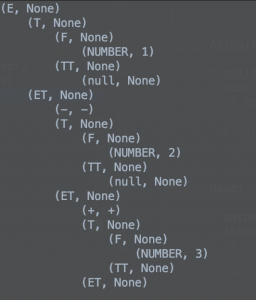 (E, None)
(T, None)
(F, None)
(NUMBER, 1)
(TT, None)
(null, None)
(ET, None)
(-, -)
(T, None)
(F, None)
(NUMBER, 2)
(TT, None)
(null, None)
(ET, None)
(+, +)
(T, None)
(F, None)
(NUMBER, 3)
(TT, None)
(ET, None)